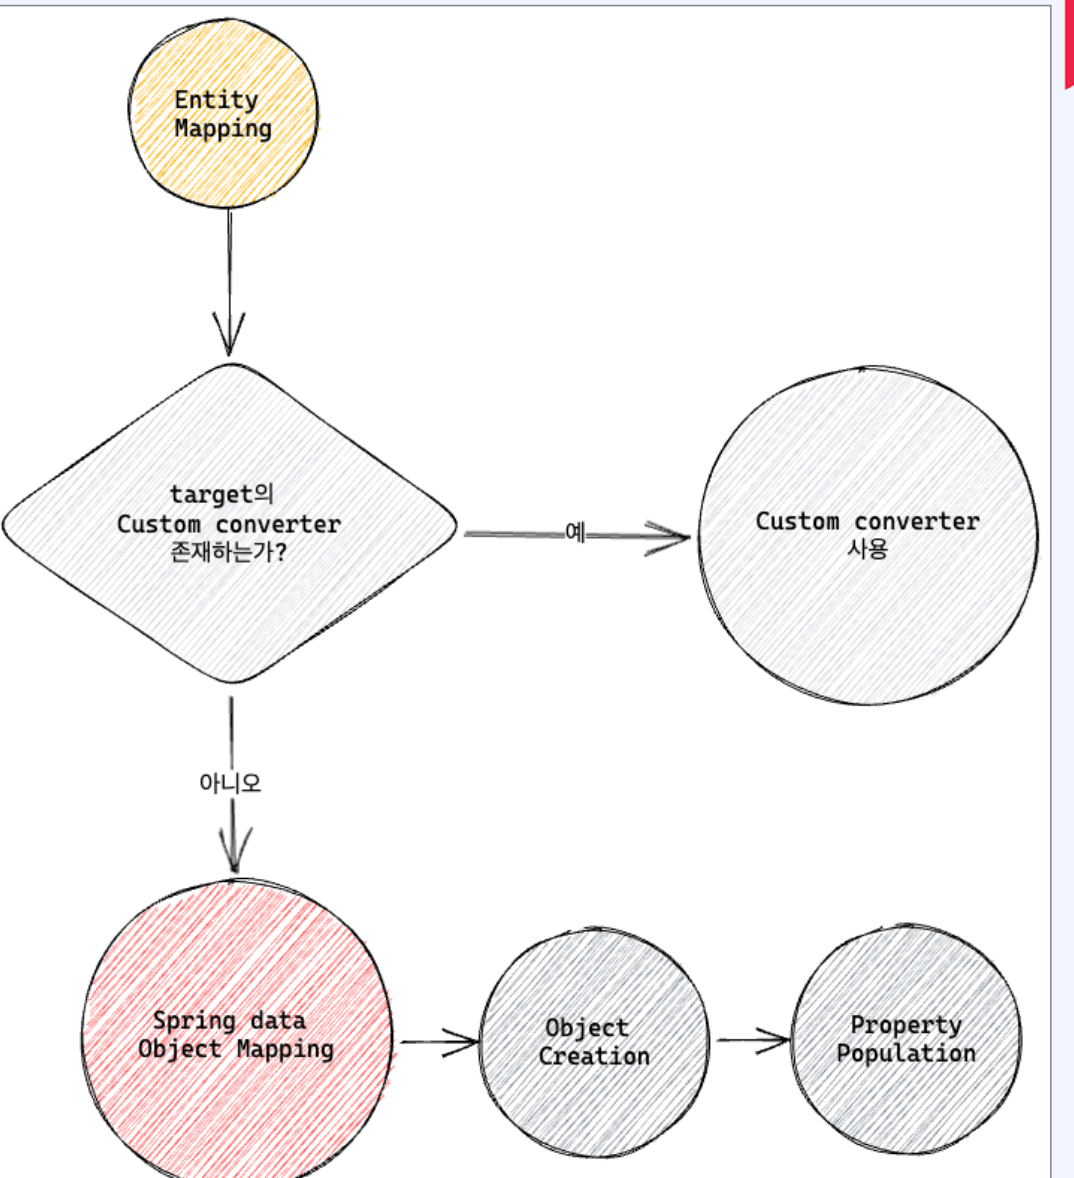 Entity
Mapping
target의
Custom converter
존재하는가?
예
Custom converter
사용
아니오
Spring data
Object Mapping
Object
Creation
Property
Population